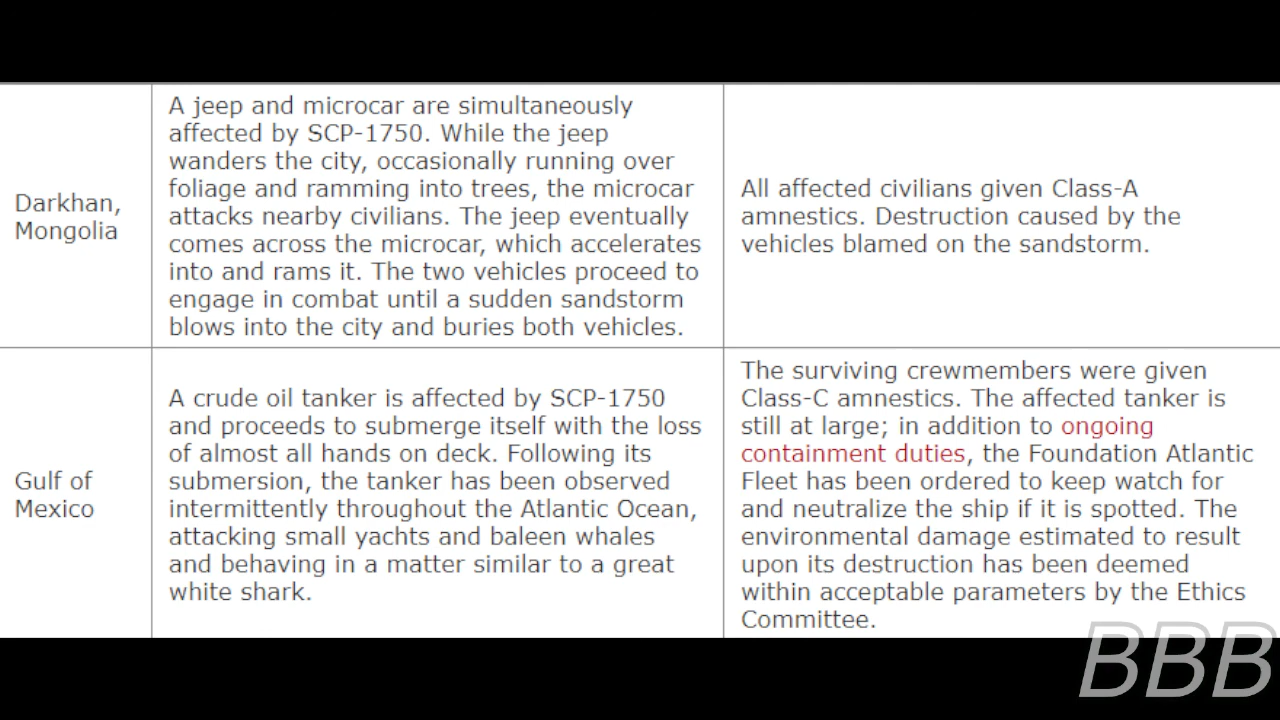 Darkhan,
Mongolia
A jeep and microcar are simultaneously
affected by SCP-1750. While the jeep
wanders the city, occasionally running over
foliage and ramming into trees, the microcar
attacks nearby civilians. The jeep eventually
comes across the microcar, which accelerates
into and rams it. The two vehicles proceed to
engage in combat until a sudden sandstorm
blows into the city and buries both vehicles.
All affected civilians given Class-A
amnestics. Destruction caused by the
vehicles blamed on the sandstorm.
Gulf of
Mexico
A crude oil tanker is affected by SCP-1750
and proceeds to submerge itself with the loss
of almost all hands on deck. Following its
submersion, the tanker has been observed
intermittently throughout the Atlantic Ocean,
attacking small yachts and baleen whales
and behaving in a matter similar to a great
white shark.
The surviving crewmembers were given
Class-C amnestics. The affected tanker is
still at large; in addition to ongoing
containment duties, the Foundation Atlantic
Fleet has been ordered to keep watch for
and neutralize the ship if it is spotted. The
environmental damage estimated to result
upon its destruction has been deemed
within acceptable parameters by the Ethics
Committee.
BBB